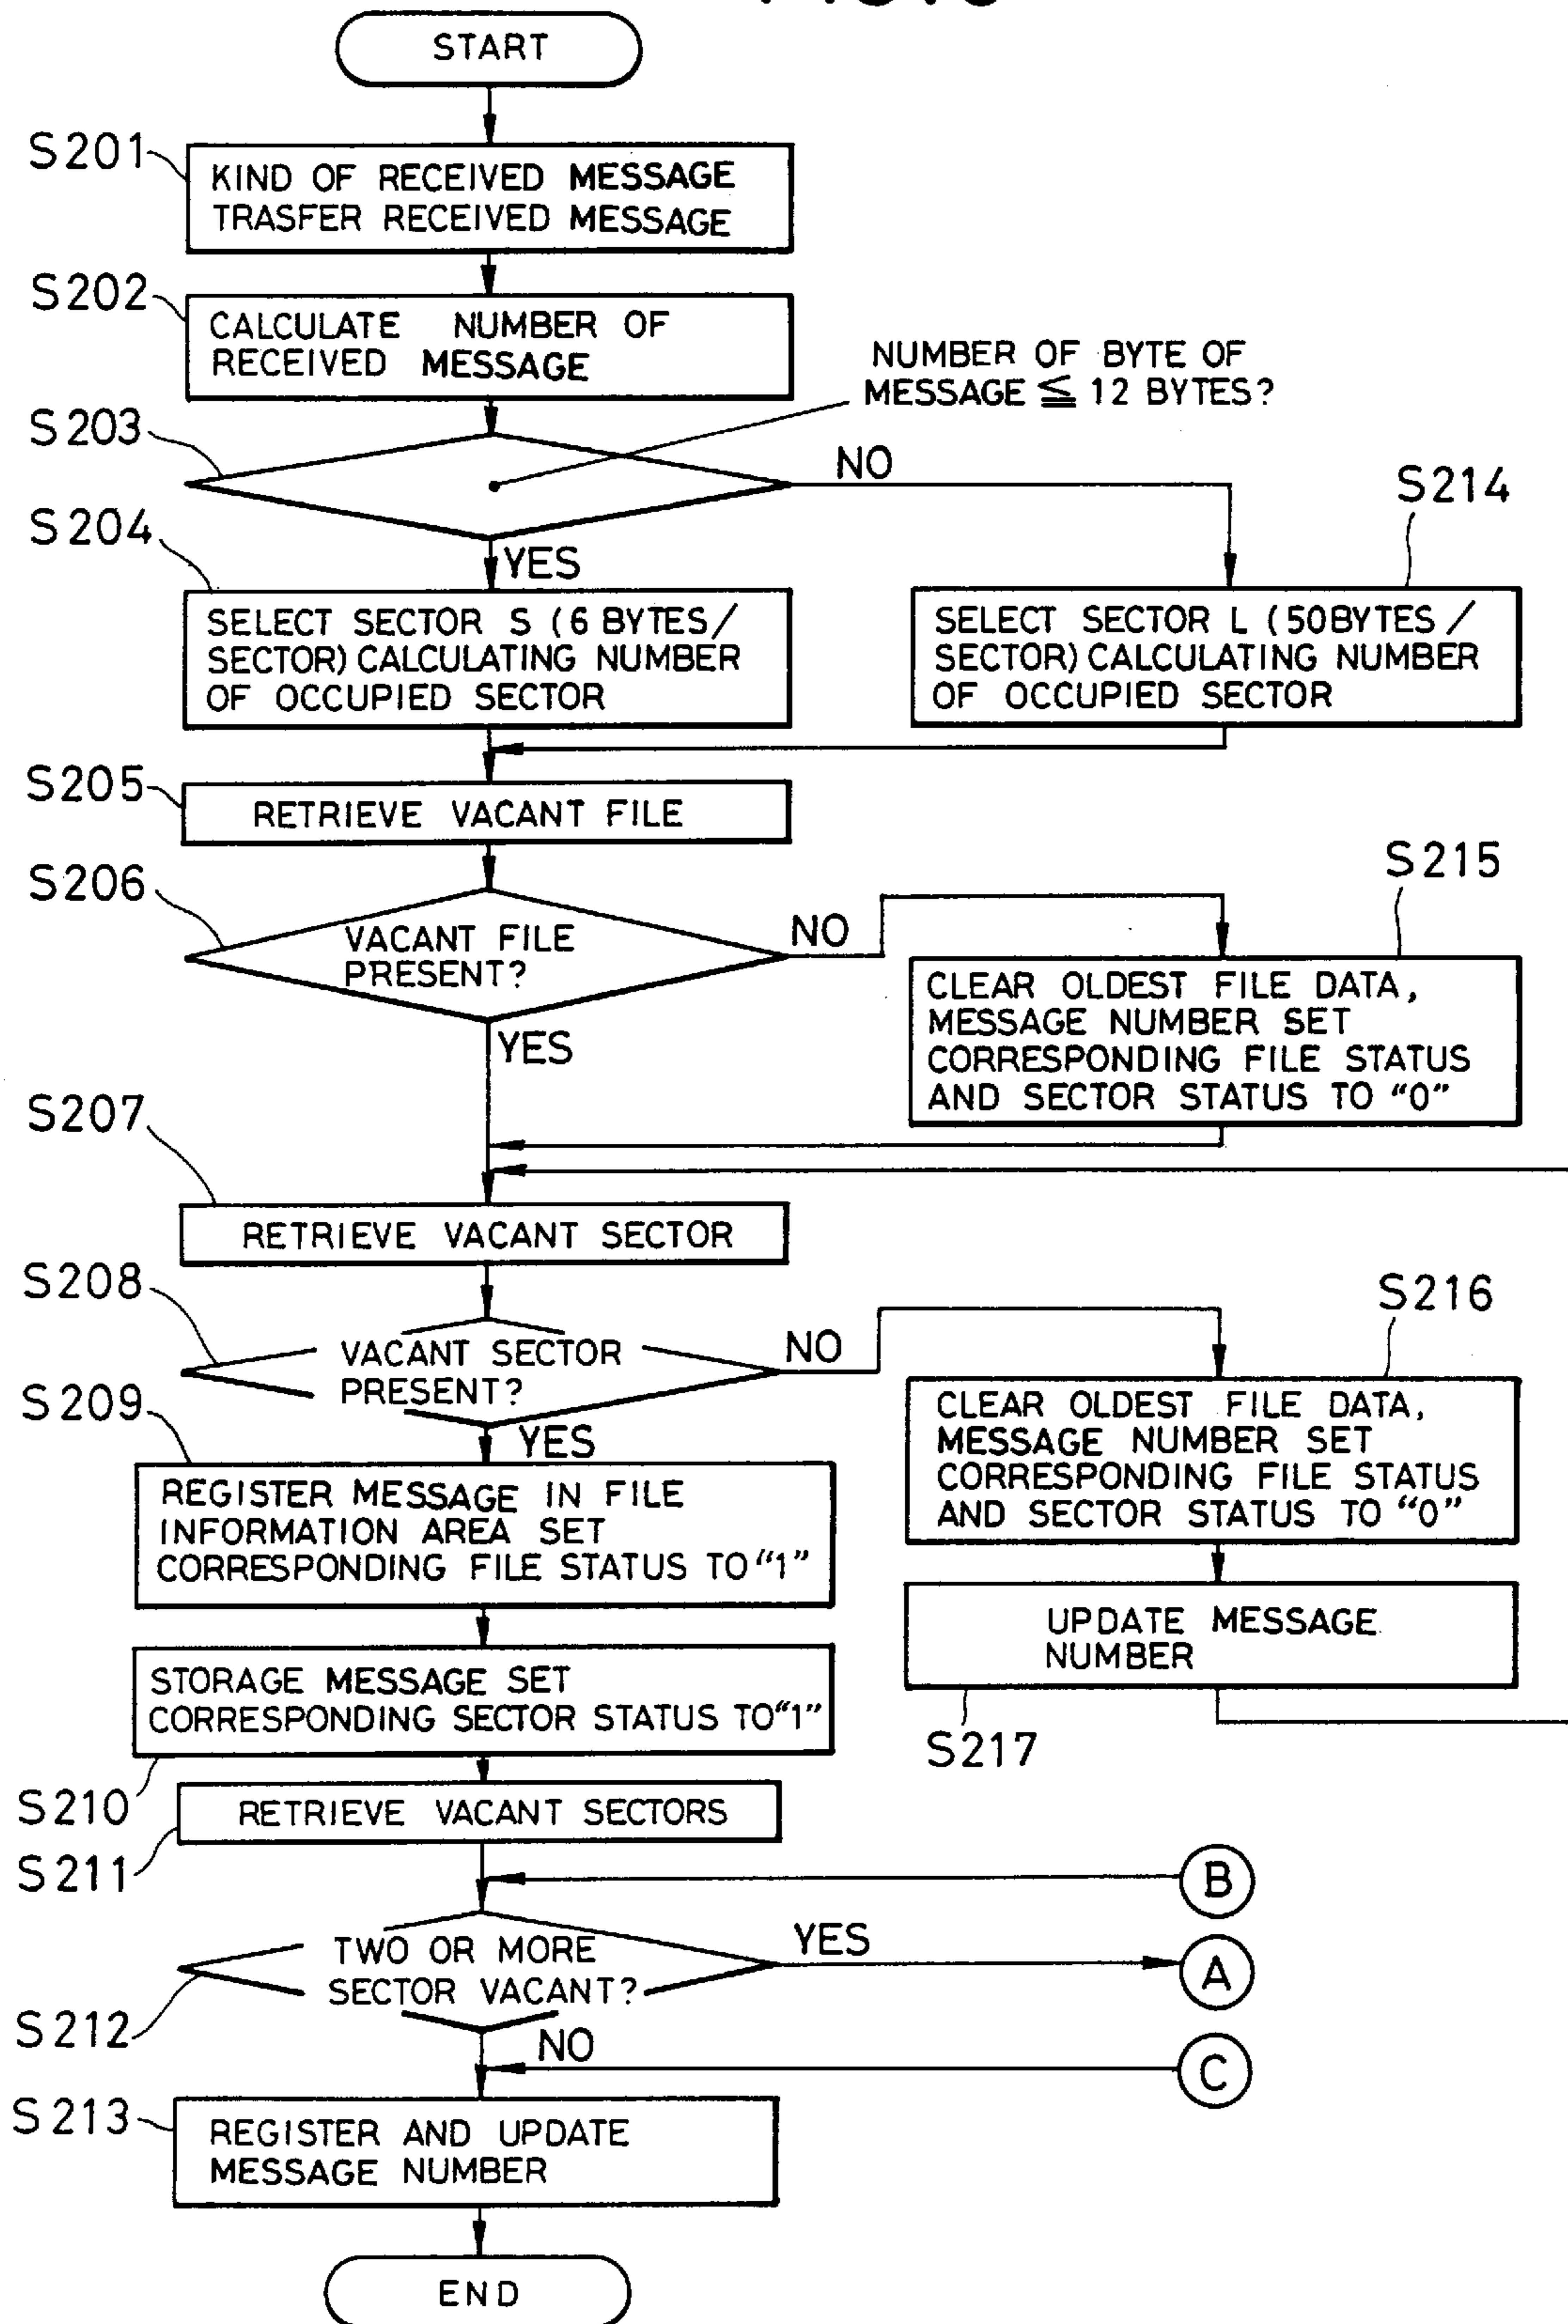 START
S201
KIND OF RECEIVED MESSAGE
TRASFER RECEIVED MESSAGE
S202
CALCULATE NUMBER OF
RECEIVED MESSAGE
NUMBER OF BYTE OF
MESSAGE ≦ 12 BYTES?
S203
NO
S214
S204
YES
SELECT SECTOR S (6 BYTES/
SECTOR) CALCULATING NUMBER
OF OCCUPIED SECTOR
SELECT SECTOR L (50BYTES/
SECTOR) CALCULATING NUMBER
OF OCCUPIED SECTOR
S205
RETRIEVE VACANT FILE
S206
VACANT FILE
PRESENT?
NO
S215
YES
CLEAR OLDEST FILE DATA,
MESSAGE NUMBER SET
CORRESPONDING FILE STATUS
AND SECTOR STATUS TO "0"
S207
RETRIEVE VACANT SECTOR
S208
VACANT SECTOR
PRESENT?
NO
S216
S209
YES
REGISTER MESSAGE IN FILE
INFORMATION AREA SET
CORRESPONDING FILE STATUS TO "1"
CLEAR OLDEST FILE DATA,
MESSAGE NUMBER SET
CORRESPONDING FILE STATUS
AND SECTOR STATUS TO "0"
STORAGE MESSAGE SET
CORRESPONDING SECTOR STATUS TO "1"
UPDATE MESSAGE
NUMBER
S217
S210
RETRIEVE VACANT SECTORS
S211
B
TWO OR MORE
SECTOR VACANT?
YES
A
S212
NO
C
S213
REGISTER AND UPDATE
MESSAGE NUMBER
END